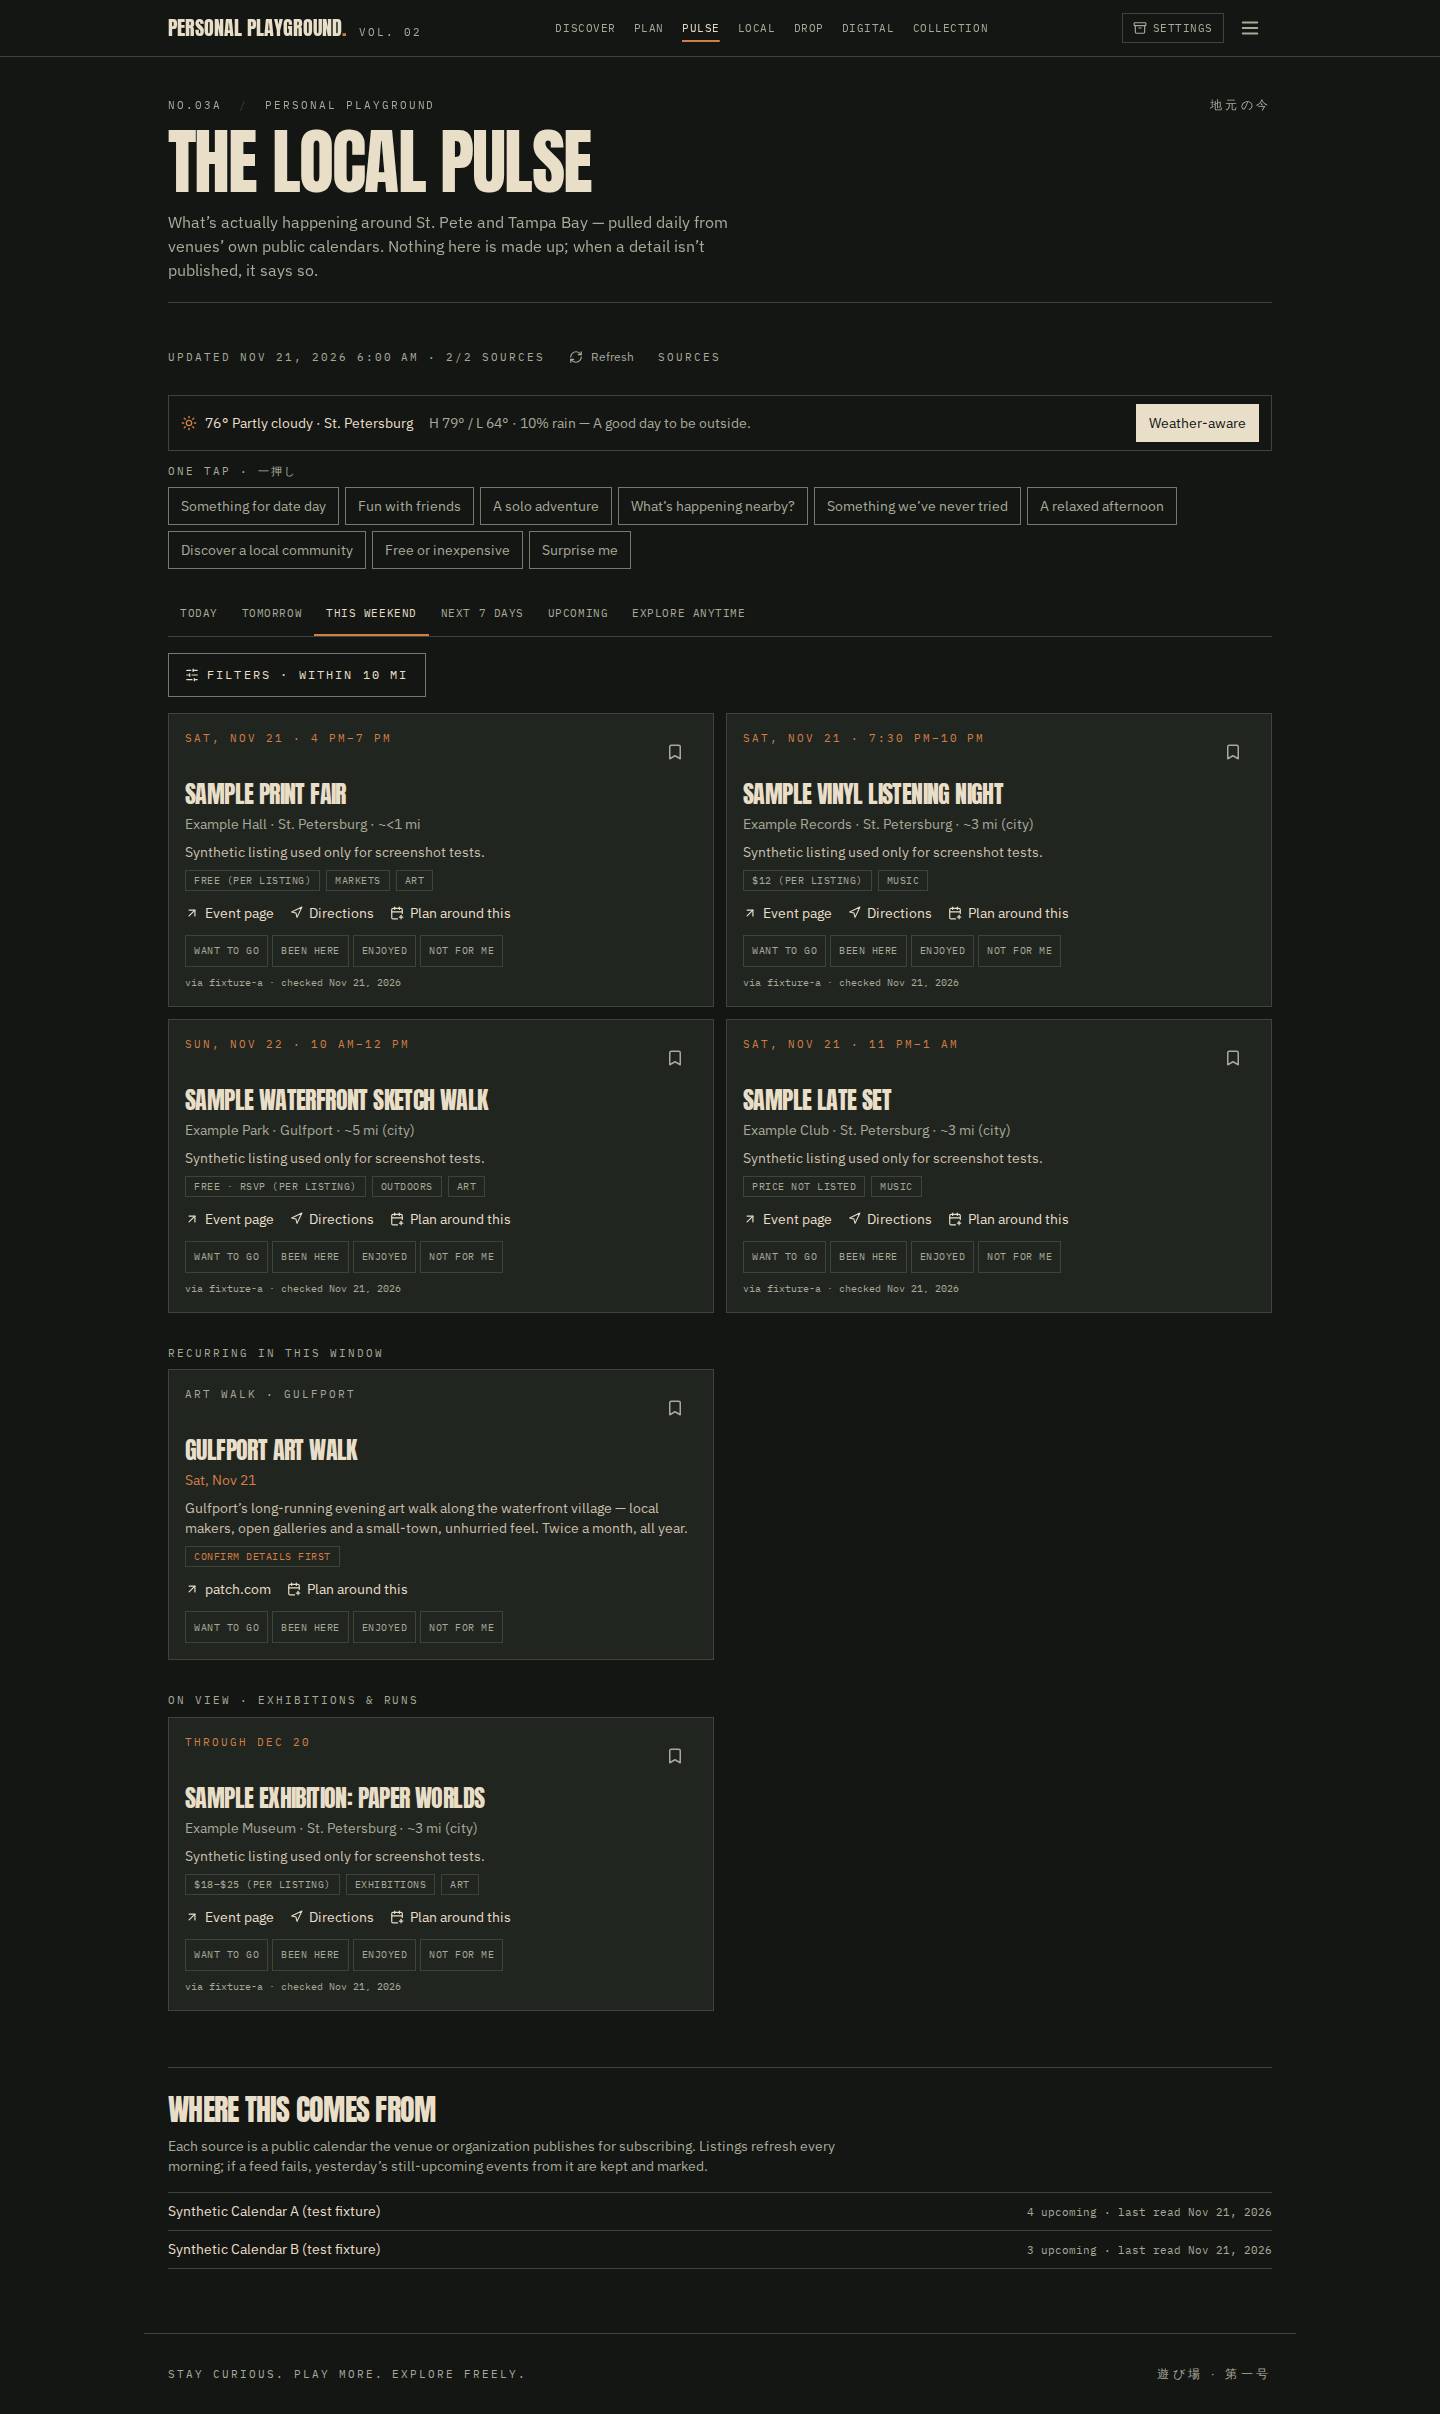 PERSONAL PLAYGROUND. VOL. 02
DISCOVER PLAN PULSE LOCAL DROP DIGITAL COLLECTION
SETTINGS
NO.03A / PERSONAL PLAYGROUND
地元の今
THE LOCAL PULSE
What’s actually happening around St. Pete and Tampa Bay — pulled daily from
venues’ own public calendars. Nothing here is made up; when a detail isn’t
published, it says so.
UPDATED NOV 21, 2026 6:00 AM · 2/2 SOURCES Refresh SOURCES
76° Partly cloudy · St. Petersburg H 79° / L 64° · 10% rain — A good day to be outside. Weather-aware
ONE TAP · 一押し
Something for date day Fun with friends A solo adventure What’s happening nearby? Something we’ve never tried A relaxed afternoon
Discover a local community Free or inexpensive Surprise me
TODAY TOMORROW THIS WEEKEND NEXT 7 DAYS UPCOMING EXPLORE ANYTIME
FILTERS · WITHIN 10 MI
SAT, NOV 21 · 4 PM–7 PM
SAMPLE PRINT FAIR
Example Hall · St. Petersburg · ~<1 mi
Synthetic listing used only for screenshot tests.
FREE (PER LISTING) MARKETS ART
Event page Directions Plan around this
WANT TO GO BEEN HERE ENJOYED NOT FOR ME
via fixture-a · checked Nov 21, 2026
SAT, NOV 21 · 7:30 PM–10 PM
SAMPLE VINYL LISTENING NIGHT
Example Records · St. Petersburg · ~3 mi (city)
Synthetic listing used only for screenshot tests.
$12 (PER LISTING) MUSIC
Event page Directions Plan around this
WANT TO GO BEEN HERE ENJOYED NOT FOR ME
via fixture-a · checked Nov 21, 2026
SUN, NOV 22 · 10 AM–12 PM
SAMPLE WATERFRONT SKETCH WALK
Example Park · Gulfport · ~5 mi (city)
Synthetic listing used only for screenshot tests.
FREE · RSVP (PER LISTING) OUTDOORS ART
Event page Directions Plan around this
WANT TO GO BEEN HERE ENJOYED NOT FOR ME
via fixture-a · checked Nov 21, 2026
SAT, NOV 21 · 11 PM–1 AM
SAMPLE LATE SET
Example Club · St. Petersburg · ~3 mi (city)
Synthetic listing used only for screenshot tests.
PRICE NOT LISTED MUSIC
Event page Directions Plan around this
WANT TO GO BEEN HERE ENJOYED NOT FOR ME
via fixture-a · checked Nov 21, 2026
RECURRING IN THIS WINDOW
ART WALK · GULFPORT
GULFPORT ART WALK
Sat, Nov 21
Gulfport’s long-running evening art walk along the waterfront village — local
makers, open galleries and a small-town, unhurried feel. Twice a month, all year.
CONFIRM DETAILS FIRST
patch.com Plan around this
WANT TO GO BEEN HERE ENJOYED NOT FOR ME
ON VIEW · EXHIBITIONS & RUNS
THROUGH DEC 20
SAMPLE EXHIBITION: PAPER WORLDS
Example Museum · St. Petersburg · ~3 mi (city)
Synthetic listing used only for screenshot tests.
$18–$25 (PER LISTING) EXHIBITIONS ART
Event page Directions Plan around this
WANT TO GO BEEN HERE ENJOYED NOT FOR ME
via fixture-a · checked Nov 21, 2026
WHERE THIS COMES FROM
Each source is a public calendar the venue or organization publishes for subscribing. Listings refresh every
morning; if a feed fails, yesterday’s still-upcoming events from it are kept and marked.
Synthetic Calendar A (test fixture) 4 upcoming · last read Nov 21, 2026
Synthetic Calendar B (test fixture) 3 upcoming · last read Nov 21, 2026
STAY CURIOUS. PLAY MORE. EXPLORE FREELY.
遊び場 · 第一号